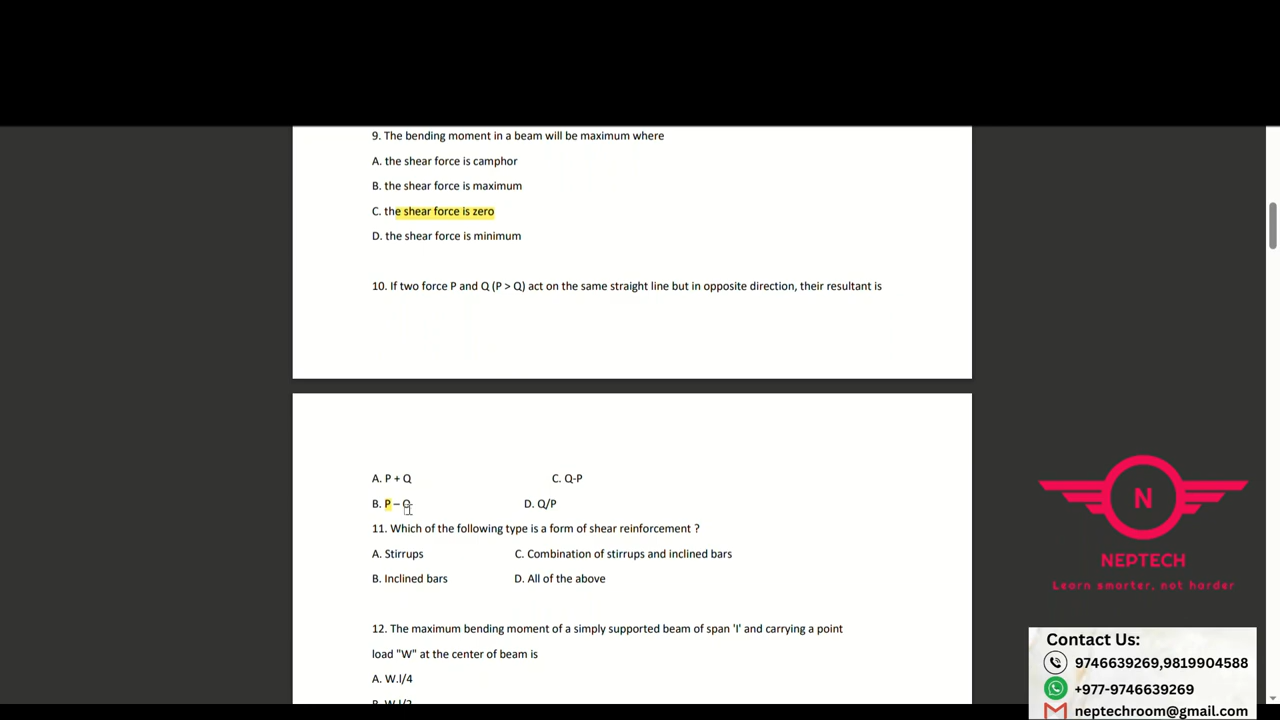 9. The bending moment in a beam will be maximum where
A. the shear force is camphor
B. the shear force is maximum
C. the shear force is zero
D. the shear force is minimum
10. If two force P and Q (P > Q) act on the same straight line but in opposite direction, their resultant is
A. P + Q C. Q-P
B. P – Q D. Q/P
11. Which of the following type is a form of shear reinforcement ?
A. Stirrups C. Combination of stirrups and inclined bars
B. Inclined bars D. All of the above
12. The maximum bending moment of a simply supported beam of span 'l' and carrying a point
load "W" at the center of beam is
A. W.l/4
B. W.l/2
N
NEPTECH
Learn smarter, not harder
Contact Us:
9746639269,9819904588
+977-9746639269
neptechroom@gmail.com